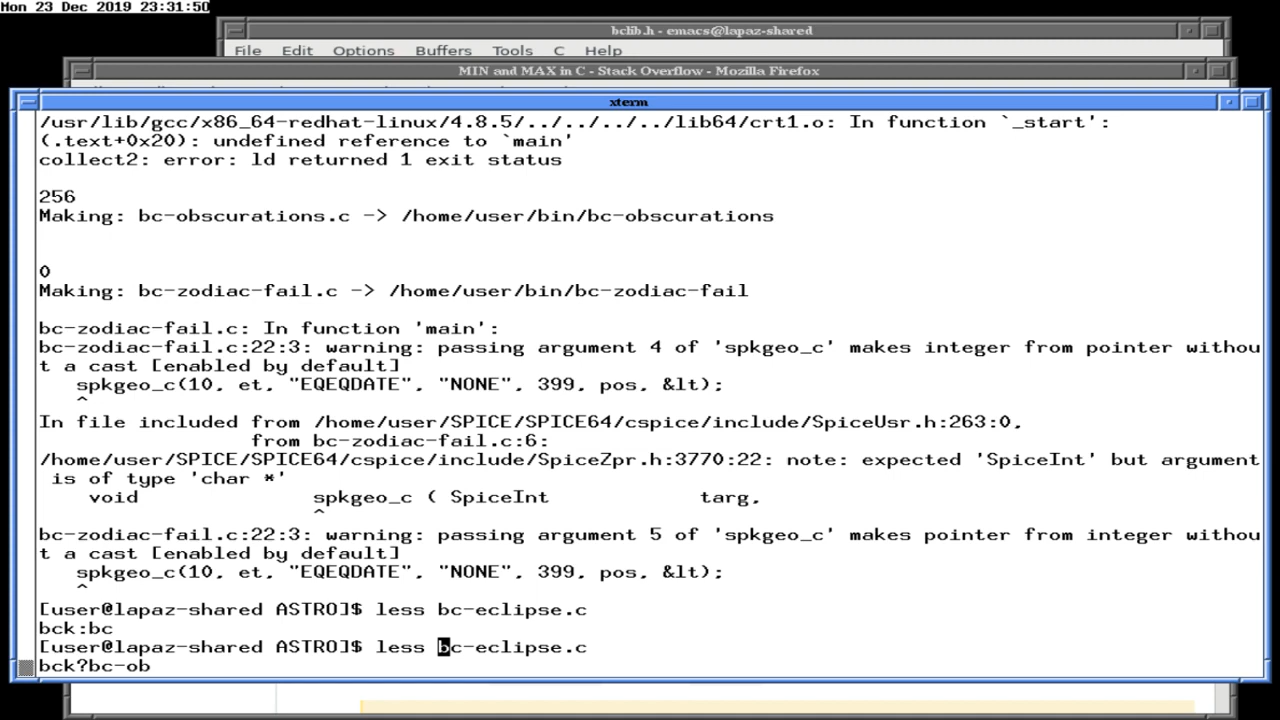 Mon 23 Dec 2019 23:31:50
bclib.h - emacs@lapaz-shared
File Edit Options Buffers Tools C Help
MIN and MAX in C - Stack Overflow - Mozilla Firefox
xterm
/usr/lib/gcc/x86_64-redhat-linux/4.8.5/../../../../lib64/crt1.o: In function `_start':
(.text+0x20): undefined reference to `main'
collect2: error: ld returned 1 exit status
256
Making: bc-obscurations.c -> /home/user/bin/bc-obscurations
0
Making: bc-zodiac-fail.c -> /home/user/bin/bc-zodiac-fail
bc-zodiac-fail.c: In function 'main':
bc-zodiac-fail.c:22:3: warning: passing argument 4 of 'spkgeo_c' makes integer from pointer withou
t a cast [enabled by default]
spkgeo_c(10, et, "EQEQDATE", "NONE", 399, pos, &lt);
^
In file included from /home/user/SPICE/SPICE64/cspice/include/SpiceUsr.h:263:0,
from bc-zodiac-fail.c:6:
/home/user/SPICE/SPICE64/cspice/include/SpiceZpr.h:3770:22: note: expected 'SpiceInt' but argument
is of type 'char *'
void spkgeo_c ( SpiceInt targ,
^
bc-zodiac-fail.c:22:3: warning: passing argument 5 of 'spkgeo_c' makes pointer from integer withou
t a cast [enabled by default]
spkgeo_c(10, et, "EQEQDATE", "NONE", 399, pos, &lt);
^
[user@lapaz-shared ASTRO]$ less bc-eclipse.c
bck:bc
[user@lapaz-shared ASTRO]$ less bc-eclipse.c
bck?bc-ob